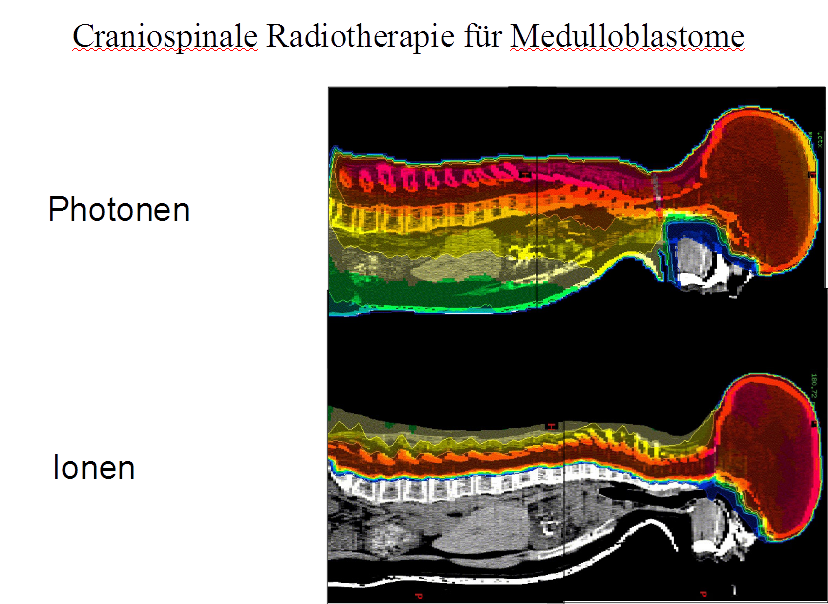 Craniospinale Radiotherapie für Medulloblastome
Photonen
Ionen
H
P
P